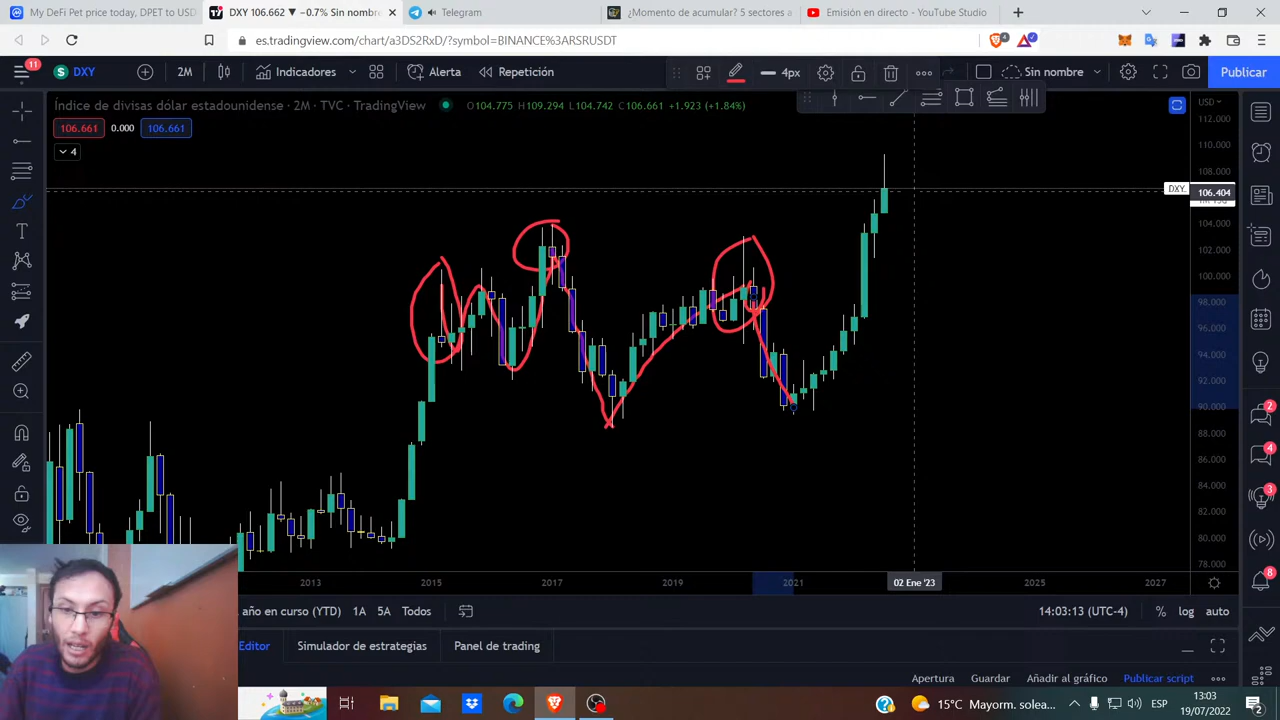 My DeFi Pet price today, DPET to USD
DXY 106.662 ▼ −0.7% Sin nombre
Telegram
¿Momento de acumular? 5 sectores a
Emisión en directo - YouTube Studio
es.tradingview.com/chart/a3DS2RxD/?symbol=BINANCE%3ARSRUSDT
4
11
S
DXY
2M
Indicadores
Alerta
Repetición
4px
Sin nombre
Publicar
Índice de divisas dólar estadounidense · 2M · TVC · TradingView
O104.775 H109.294 L104.742 C106.661 +1.923 (+1.84%)
USD
106.661
0.000
106.661
4
112.000
110.000
108.000
DXY
106.404
104.000
102.000
100.000
98.000
96.000
94.000
92.000
90.000
88.000
86.000
84.000
82.000
80.000
78.000
2
4
3
8
2013
2015
2017
2019
2021
02 Ene '23
2025
2027
año en curso (YTD)
1A
5A
Todos
14:03:13 (UTC-4)
%
log
auto
Editor
Simulador de estrategias
Panel de trading
Apertura
Guardar
Añadir al gráfico
Publicar script
15°C Mayorm. solea...
ESP
13:03
19/07/2022
2